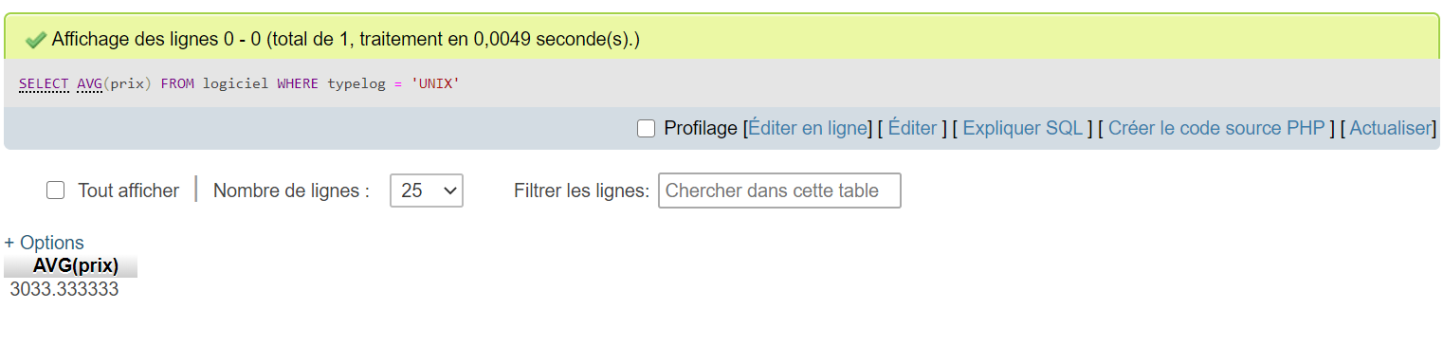 Affichage des lignes 0 - 0 (total de 1, traitement en 0,0049 seconde(s).)
SELECT AVG(prix) FROM logiciel WHERE typelog = 'UNIX'
Profilage [Éditer en ligne] [ Éditer ] [ Expliquer SQL ] [ Créer le code source PHP ] [ Actualiser]
Tout afficher | Nombre de lignes : 25 Filtrer les lignes: Chercher dans cette table
+ Options
AVG(prix)
3033.333333